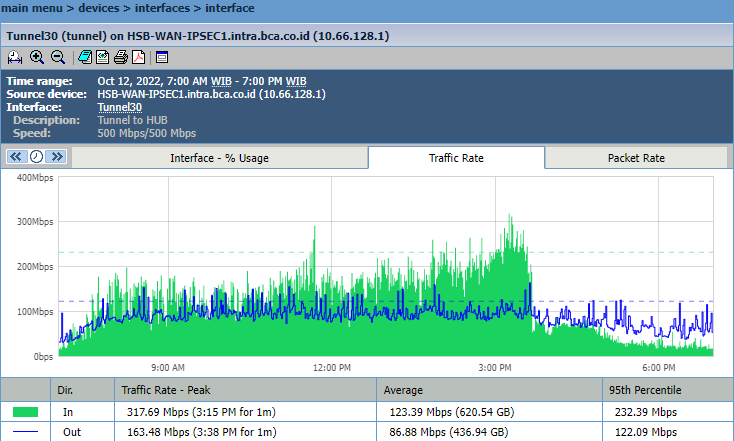 main menu > devices > interfaces > interface
Tunnel30 (tunnel) on HSB-WAN-IPSEC1.intra.bca.co.id (10.66.128.1)
Time range: Oct 12, 2022, 7:00 AM WIB - 7:00 PM WIB
Source device: HSB-WAN-IPSEC1.intra.bca.co.id (10.66.128.1)
Interface: Tunnel30
Description: Tunnel to HUB
Speed: 500 Mbps/500 Mbps
Interface - % Usage Traffic Rate Packet Rate
400Mbps
300Mbps
200Mbps
100Mbps
0bps
9:00 AM 12:00 PM 3:00 PM 6:00 PM
Dir. Traffic Rate - Peak Average 95th Percentile
In 317.69 Mbps (3:15 PM for 1m) 123.39 Mbps (620.54 GB) 232.39 Mbps
Out 163.48 Mbps (3:38 PM for 1m) 86.88 Mbps (436.94 GB) 122.09 Mbps